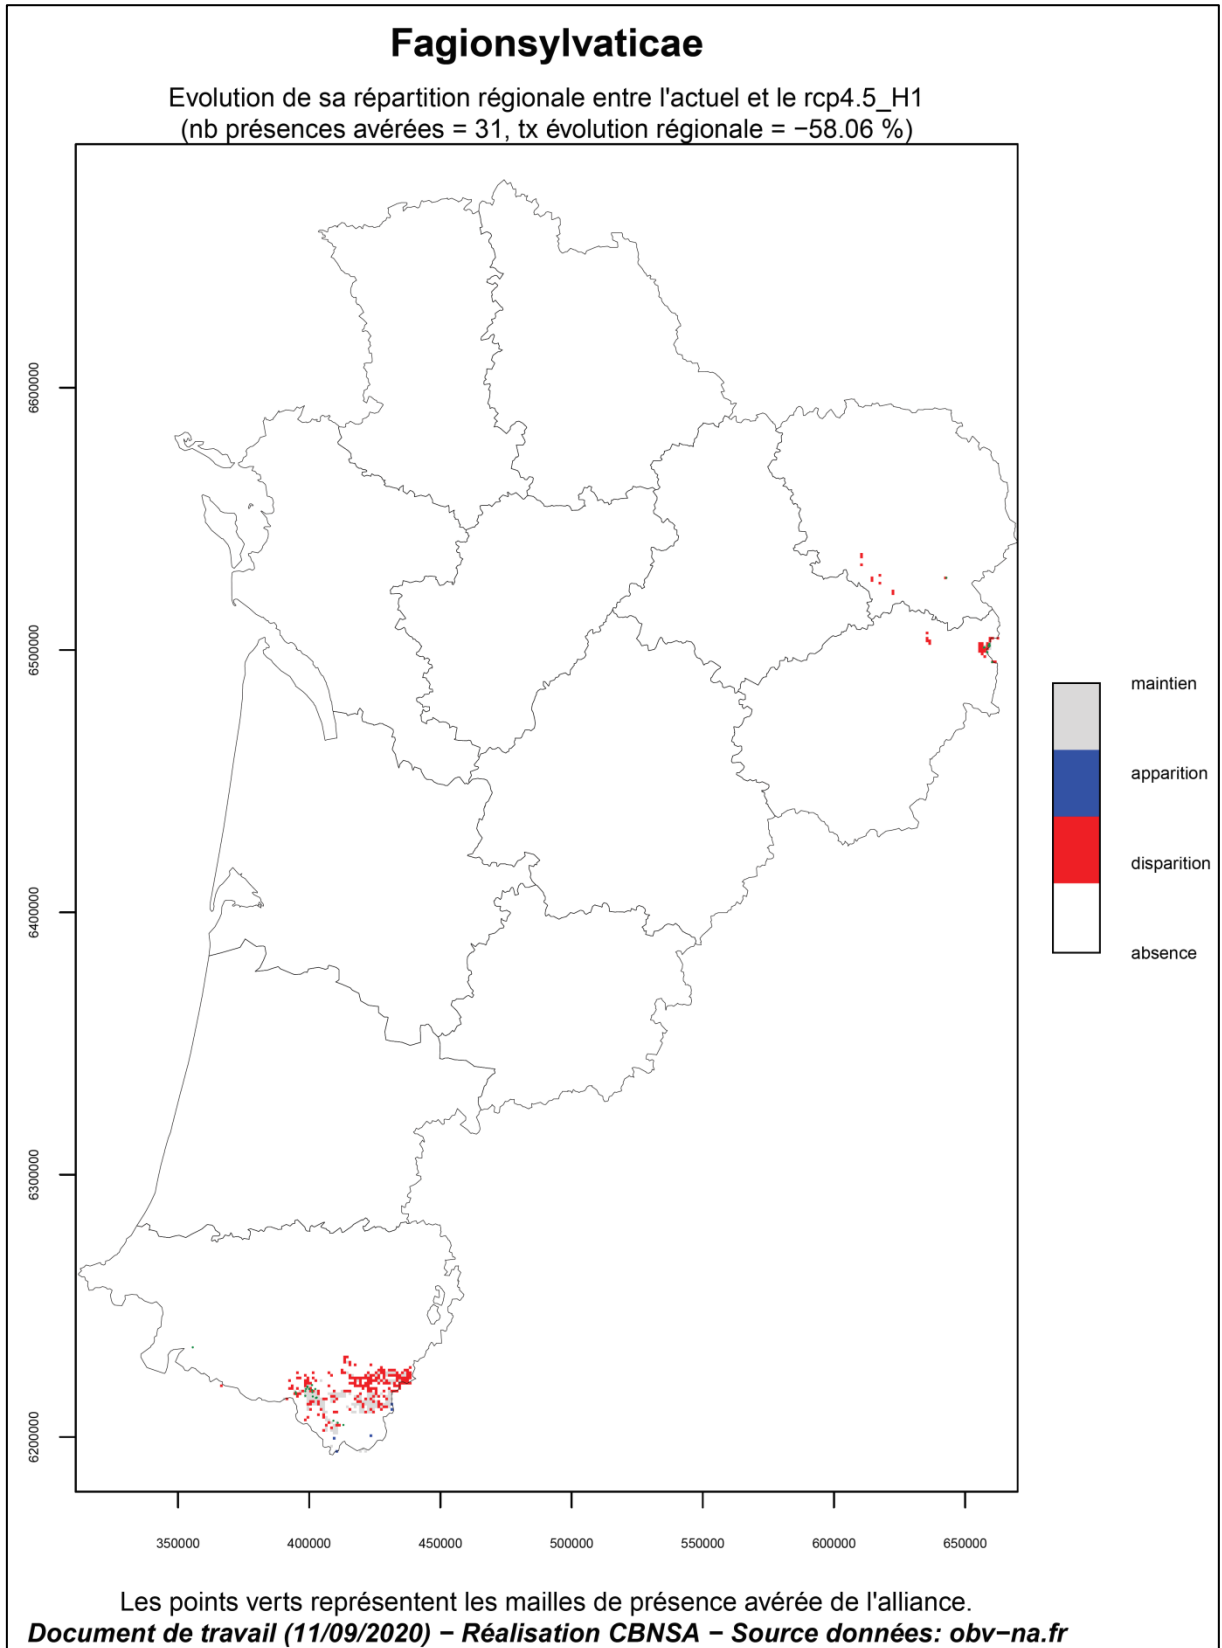 Fagionsylvaticae
Evolution de sa répartition régionale entre l'actuel et le rcp4.5_H1
(nb présences avérées = 31, tx évolution régionale = −58.06 %)
6600000
6500000
6400000
6300000
6200000
maintien
apparition
disparition
absence
350000 400000 450000 500000 550000 600000 650000
Les points verts représentent les mailles de présence avérée de l'alliance.
Document de travail (11/09/2020) − Réalisation CBNSA − Source données: obv−na.fr